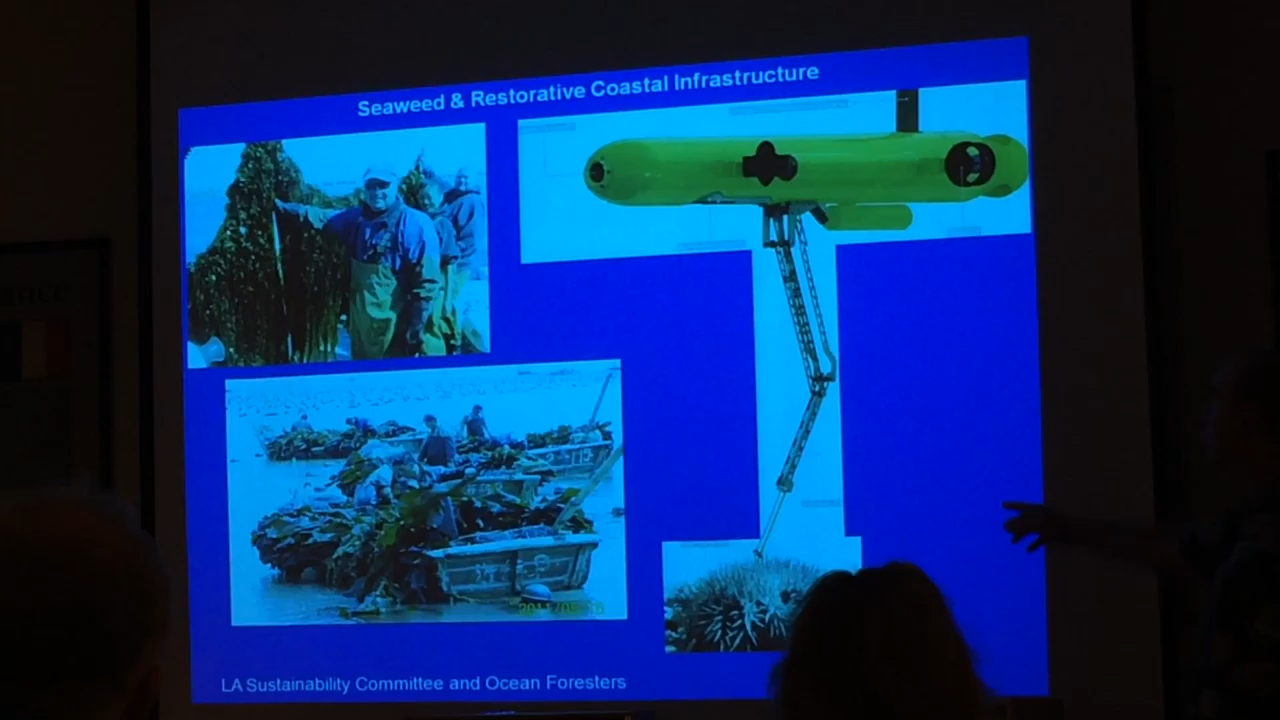 Seaweed & Restorative Coastal Infrastructure
LA Sustainability Committee and Ocean Foresters